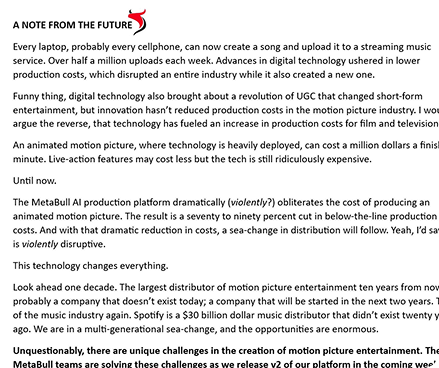 A NOTE FROM THE FUTURE
Every laptop, probably every cellphone, can now create a song and upload it to a streaming music
service. Over half a million uploads each week. Advances in digital technology ushered in lower
production costs, which disrupted an entire industry while it also created a new one.
Funny thing, digital technology also brought about a revolution of UGC that changed short-form
entertainment, but innovation hasn't reduced production costs in the motion picture industry. I wou
argue the reverse, that technology has fueled an increase in production costs for film and television
An animated motion picture, where technology is heavily deployed, can cost a million dollars a finis
minute. Live-action features may cost less but the tech is still ridiculously expensive.
Until now.
The MetaBull AI production platform dramatically (violently?) obliterates the cost of producing an
animated motion picture. The result is a seventy to ninety percent cut in below-the-line production
costs. And with that dramatic reduction in costs, a sea-change in distribution will follow. Yeah, I'd sa
is violently disruptive.
This technology changes everything.
Look ahead one decade. The largest distributor of motion picture entertainment ten years from now
probably a company that doesn't exist today; a company that will be started in the next two years. T
of the music industry again. Spotify is a $30 billion dollar music distributor that didn't exist twenty y
ago. We are in a multi-generational sea-change, and the opportunities are enormous.
Unquestionably, there are unique challenges in the creation of motion picture entertainment. The
MetaBull teams are solving these challenges as we release v2 of our platform in the coming wee